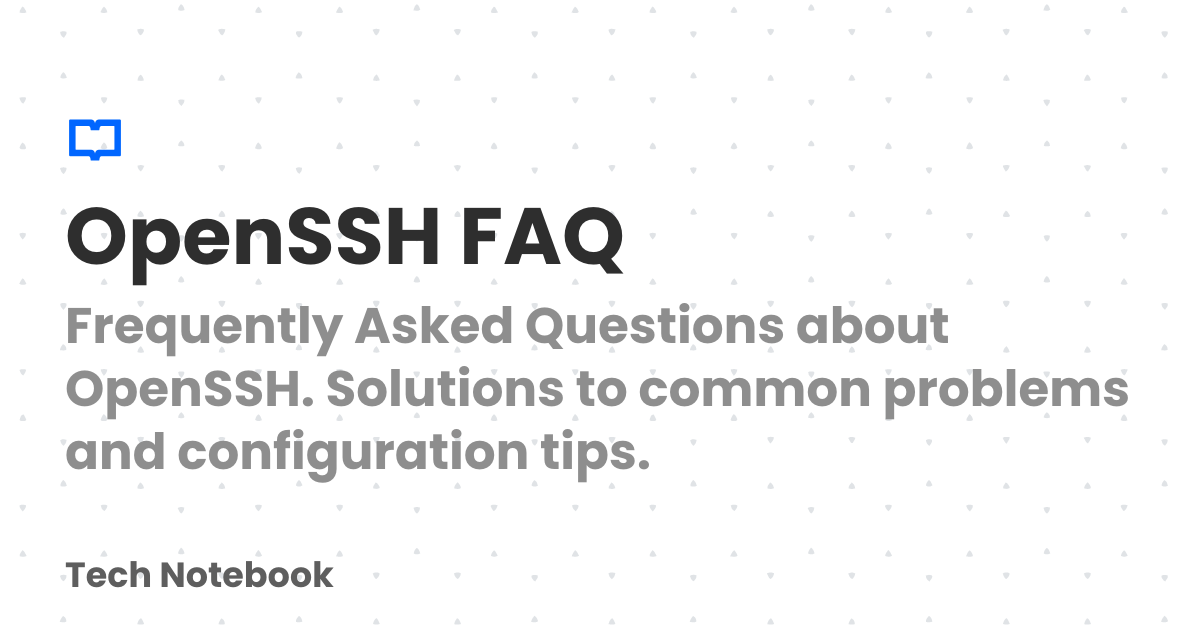 OpenSSH FAQ
Frequently Asked Questions about
OpenSSH. Solutions to common problems
and configuration tips.
Tech Notebook